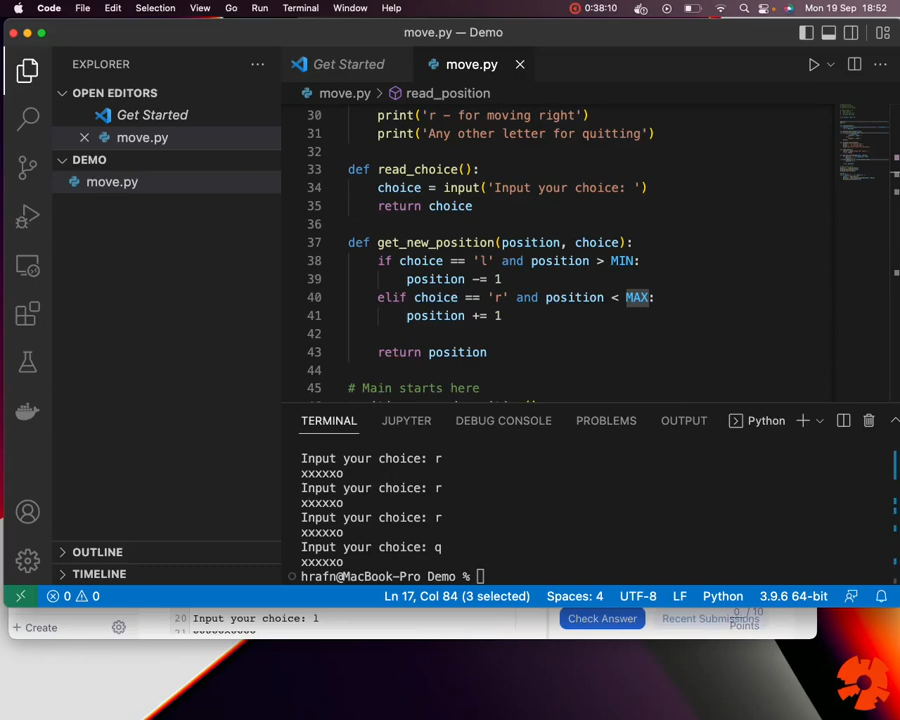 Code File Edit Selection View Go Run Terminal Window Help 0:38:10 Mon 19 Sep 18:52
move.py — Demo
EXPLORER
OPEN EDITORS
Get Started
move.py
DEMO
move.py
OUTLINE
TIMELINE
Get Started move.py
move.py > read_position
30 print('r - for moving right')
31 print('Any other letter for quitting')
32
33 def read_choice():
34 choice = input('Input your choice: ')
35 return choice
36
37 def get_new_position(position, choice):
38 if choice == 'l' and position > MIN:
39 position -= 1
40 elif choice == 'r' and position < MAX:
41 position += 1
42
43 return position
44
45 # Main starts here
TERMINAL JUPYTER DEBUG CONSOLE PROBLEMS OUTPUT Python
Input your choice: r
xxxxxo
Input your choice: r
xxxxxo
Input your choice: r
xxxxxo
Input your choice: q
xxxxxo
hrafn@MacBook-Pro Demo %
0 0 Ln 17, Col 84 (3 selected) Spaces: 4 UTF-8 LF Python 3.9.6 64-bit
Create
20 Input your choice: l
21
Check Answer
Recent Submissions
0 / 10
Points